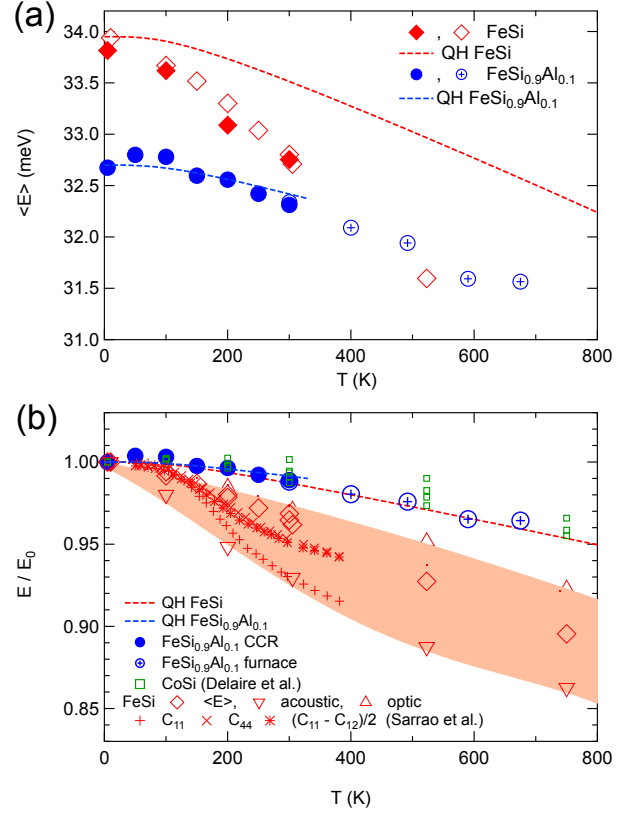 (a)
34.0
33.5
33.0
32.5
32.0
31.5
31.0
<E> (meV)
, FeSi
QH FeSi
, FeSi0.9Al0.1
QH FeSi0.9Al0.1
0 200 400 600 800
T (K)
(b)
1.00
0.95
0.90
0.85
E / E0
QH FeSi
QH FeSi0.9Al0.1
FeSi0.9Al0.1 CCR
FeSi0.9Al0.1 furnace
CoSi (Delaire et al.)
FeSi <E>, acoustic, optic
C11 C44 (C11 - C12)/2 (Sarrao et al.)
0 200 400 600 800
T (K)